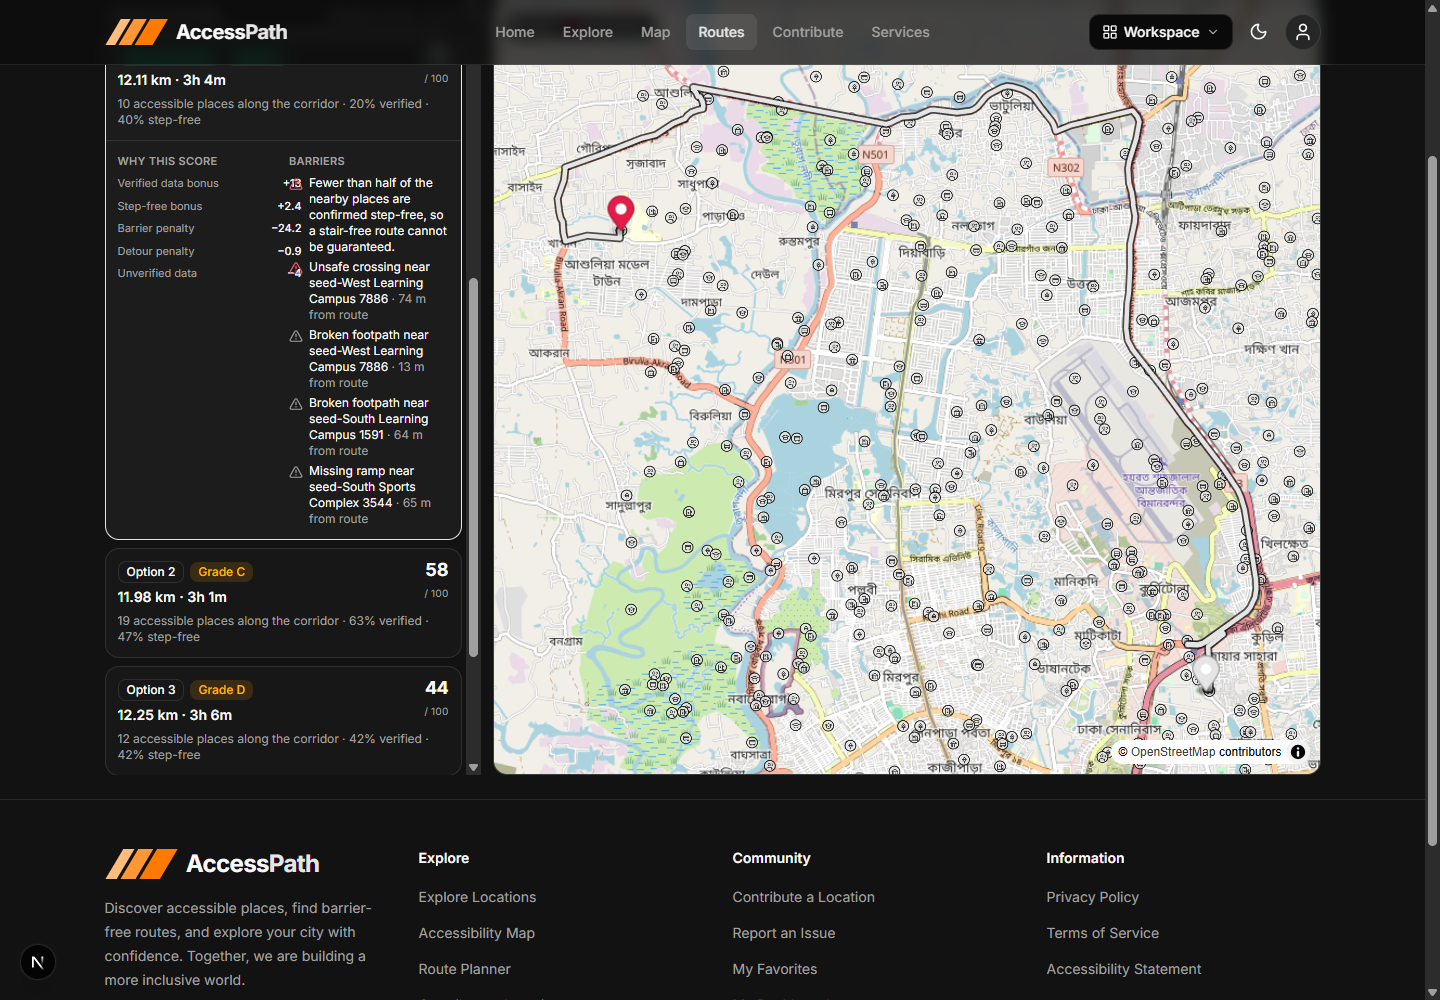 AccessPath
Home
Explore
Map
Routes
Contribute
Services
Workspace
12.11 km · 3h 4m
/ 100
10 accessible places along the corridor · 20% verified ·
40% step-free
WHY THIS SCORE
Verified data bonus
Step-free bonus
+2.4
Barrier penalty
−24.2
Detour penalty
−0.9
Unverified data
BARRIERS
Fewer than half of the
nearby places are
confirmed step-free, so
a stair-free route cannot
be guaranteed.
Unsafe crossing near
seed-West Learning
Campus 7886 · 74 m
from route
Broken footpath near
seed-West Learning
Campus 7886 · 13 m
from route
Broken footpath near
seed-South Learning
Campus 1591 · 64 m
from route
Missing ramp near
seed-South Sports
Complex 3544 · 65 m
from route
Option 2
Grade C
58
11.98 km · 3h 1m
/ 100
19 accessible places along the corridor · 63% verified ·
47% step-free
Option 3
Grade D
44
12.25 km · 3h 6m
/ 100
12 accessible places along the corridor · 42% verified ·
42% step-free
ভাটুলিয়া
N501
N302
সুজাবাদ
বাসাইদ
রুস্তমপুর
আশুলিয়া মডেল
টাউন
দেউল
দামপাড়া
আকরান
N501
বিরুলিয়া
দক্ষিণ খান
আজমপুর
সাদুল্লাপুর
হযরত শাহজালাল
আন্তর্জাতিক
বিমানবন্দর
খিলক্ষেত
মানিকদি
পল্লবী
বনগ্রাম
মিরপুর
মাটিকাটা
ভাষানটেক
কুড়িল
ঢাকা সেনানিবাস
বাঘসাত্রা
কাজীপাড়া
© OpenStreetMap contributors
AccessPath
Discover accessible places, find barrier-
free routes, and explore your city with
confidence. Together, we are building a
more inclusive world.
Explore
Explore Locations
Accessibility Map
Route Planner
Community
Contribute a Location
Report an Issue
My Favorites
Information
Privacy Policy
Terms of Service
Accessibility Statement
N